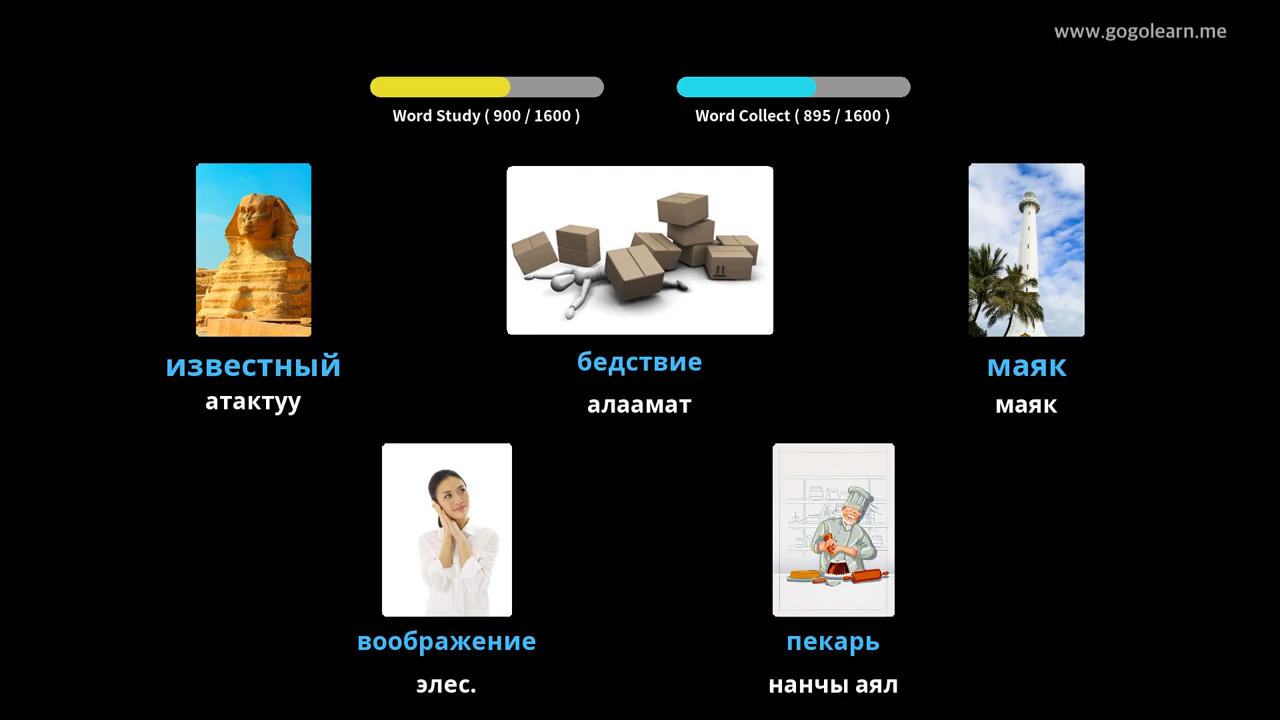 www.gogolearn.me
Word Study ( 900 / 1600 )
Word Collect ( 895 / 1600 )
известный
атактуу
бедствие
алаамат
маяк
маяк
воображение
элес.
пекарь
нанчы аял